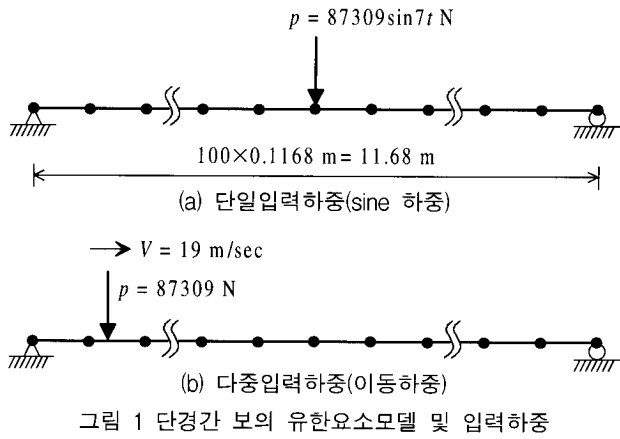 p = 87309sin7t N
100×0.1168 m = 11.68 m
(a) 단일입력하중(sine 하중)
V = 19 m/sec
p = 87309 N
(b) 다중입력하중(이동하중)
그림 1 단경간 보의 유한요소모델 및 입력하중